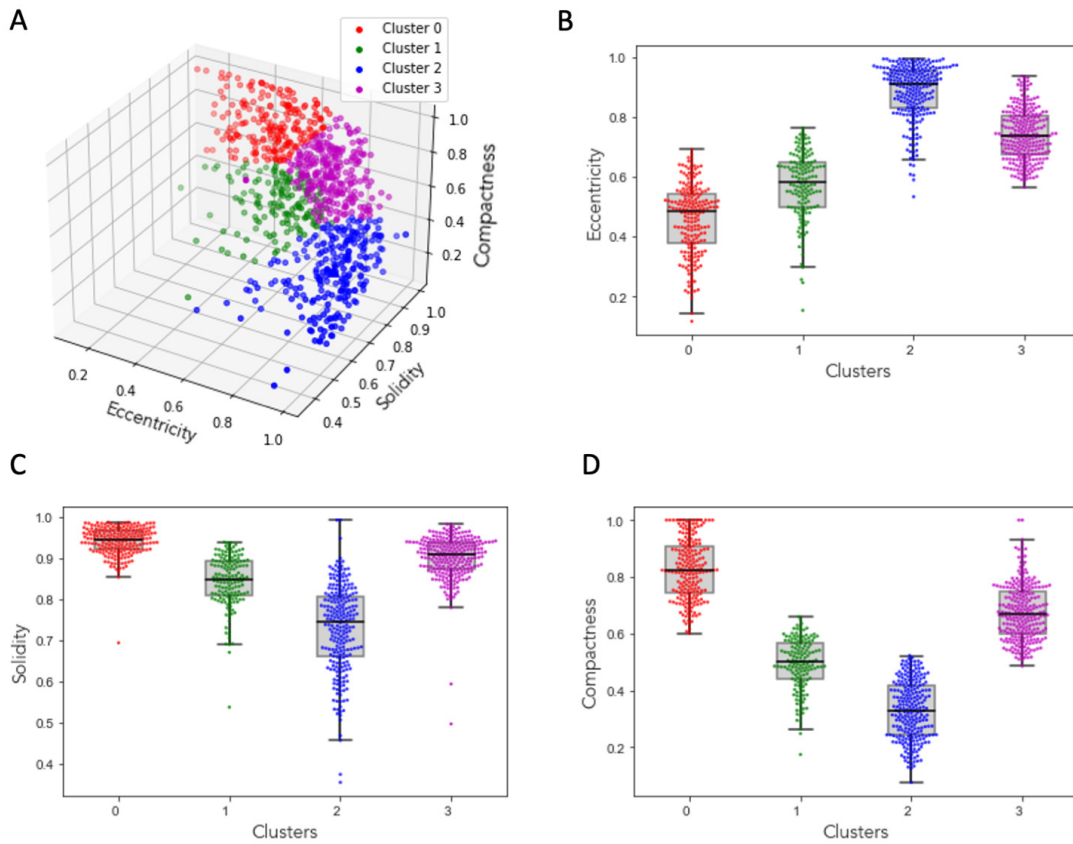 A
Cluster 0
Cluster 1
Cluster 2
Cluster 3
1.0
0.8
0.6
0.4
0.2
Compactness
0.2
0.4
0.6
0.8
1.0
Eccentricity
0.4
0.5
0.6
0.7
0.8
0.9
1.0
Solidity
B
1.0
0.8
0.6
0.4
0.2
Eccentricity
0 1 2 3
Clusters
C
1.0
0.9
0.8
0.7
0.6
0.5
0.4
Solidity
0 1 2 3
Clusters
D
1.0
0.8
0.6
0.4
0.2
Compactness
0 1 2 3
Clusters